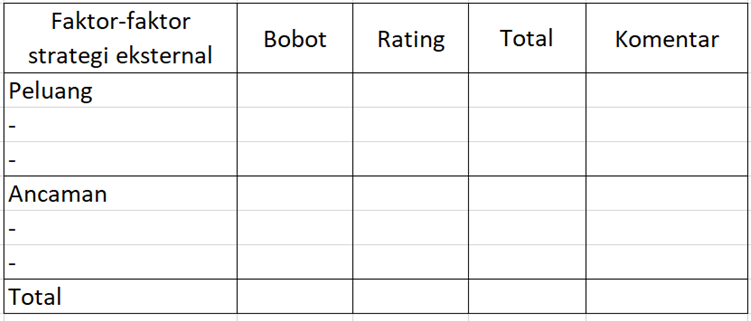 Faktor-faktor
strategi eksternal
Bobot
Rating
Total
Komentar
Peluang
-
-
Ancaman
-
-
Total